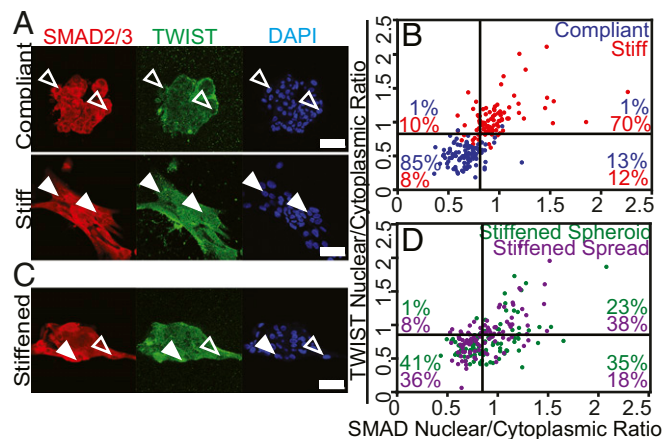 A
SMAD2/3 TWIST DAPI
Compliant
Stiff
C
Stiffened
B
Compliant
Stiff
2.5
2
1.5
1
0.5
0
1%
10%
1%
70%
85%
8%
13%
12%
0 0.5 1 1.5 2 2.5
D
Stiffened Spheroid
Stiffened Spread
2.5
2
1.5
1
0.5
0
1%
8%
23%
38%
41%
36%
35%
18%
0 0.5 1 1.5 2 2.5
TWIST Nuclear/Cytoplasmic Ratio
SMAD Nuclear/Cytoplasmic Ratio